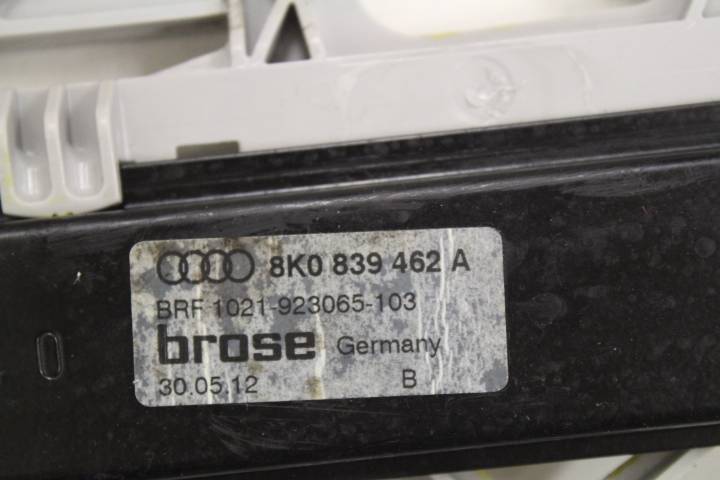 8K0 839 462 A
BRF 1021-923065-103
brose Germany
30.05.12 B